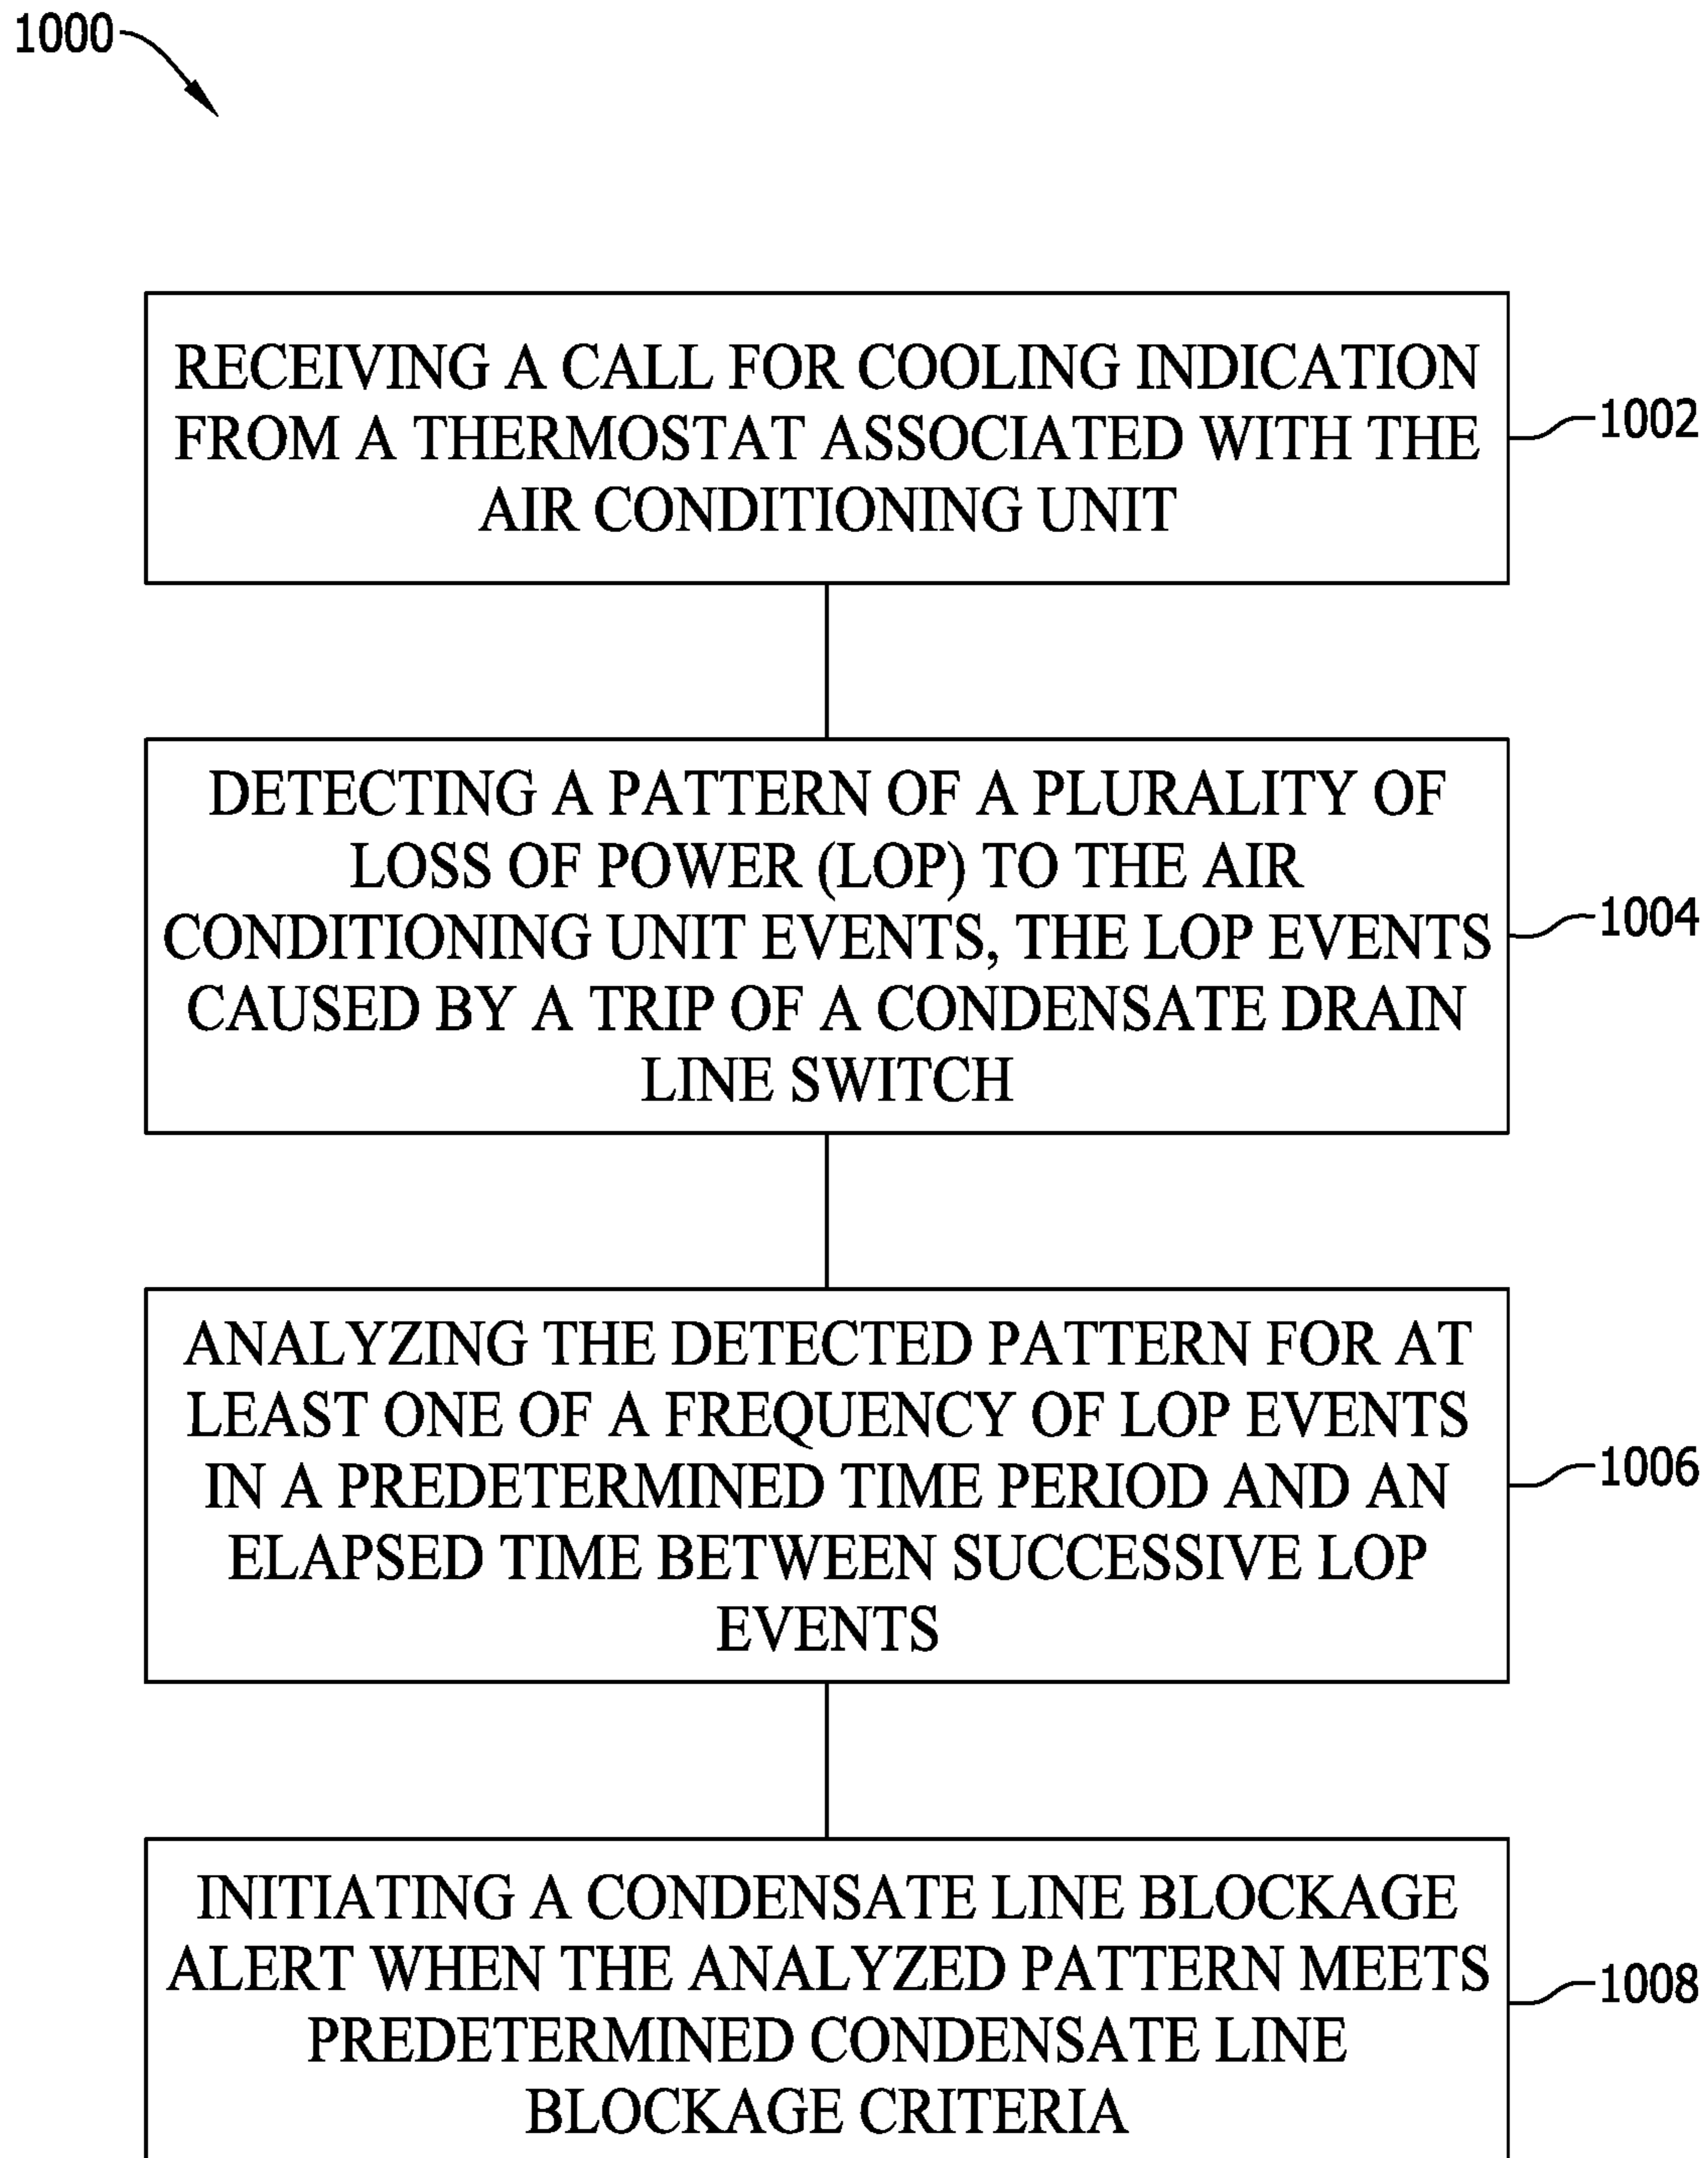 1000
RECEIVING A CALL FOR COOLING INDICATION
FROM A THERMOSTAT ASSOCIATED WITH THE
AIR CONDITIONING UNIT
1002
DETECTING A PATTERN OF A PLURALITY OF
LOSS OF POWER (LOP) TO THE AIR
CONDITIONING UNIT EVENTS, THE LOP EVENTS
CAUSED BY A TRIP OF A CONDENSATE DRAIN
LINE SWITCH
1004
ANALYZING THE DETECTED PATTERN FOR AT
LEAST ONE OF A FREQUENCY OF LOP EVENTS
IN A PREDETERMINED TIME PERIOD AND AN
ELAPSED TIME BETWEEN SUCCESSIVE LOP
EVENTS
1006
INITIATING A CONDENSATE LINE BLOCKAGE
ALERT WHEN THE ANALYZED PATTERN MEETS
PREDETERMINED CONDENSATE LINE
BLOCKAGE CRITERIA
1008